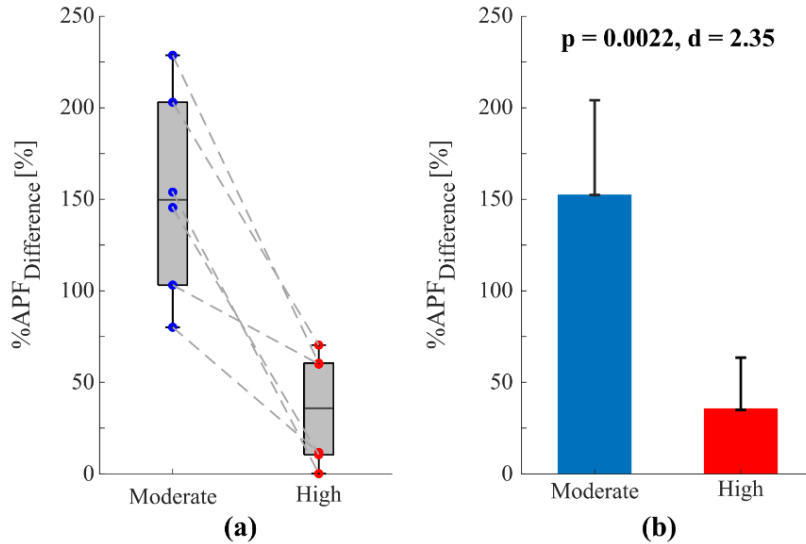 250
200
150
100
50
0
%APF_Difference [%]
Moderate
High
(a)
250
200
150
100
50
0
%APF_Difference [%]
p = 0.0022, d = 2.35
Moderate
High
(b)